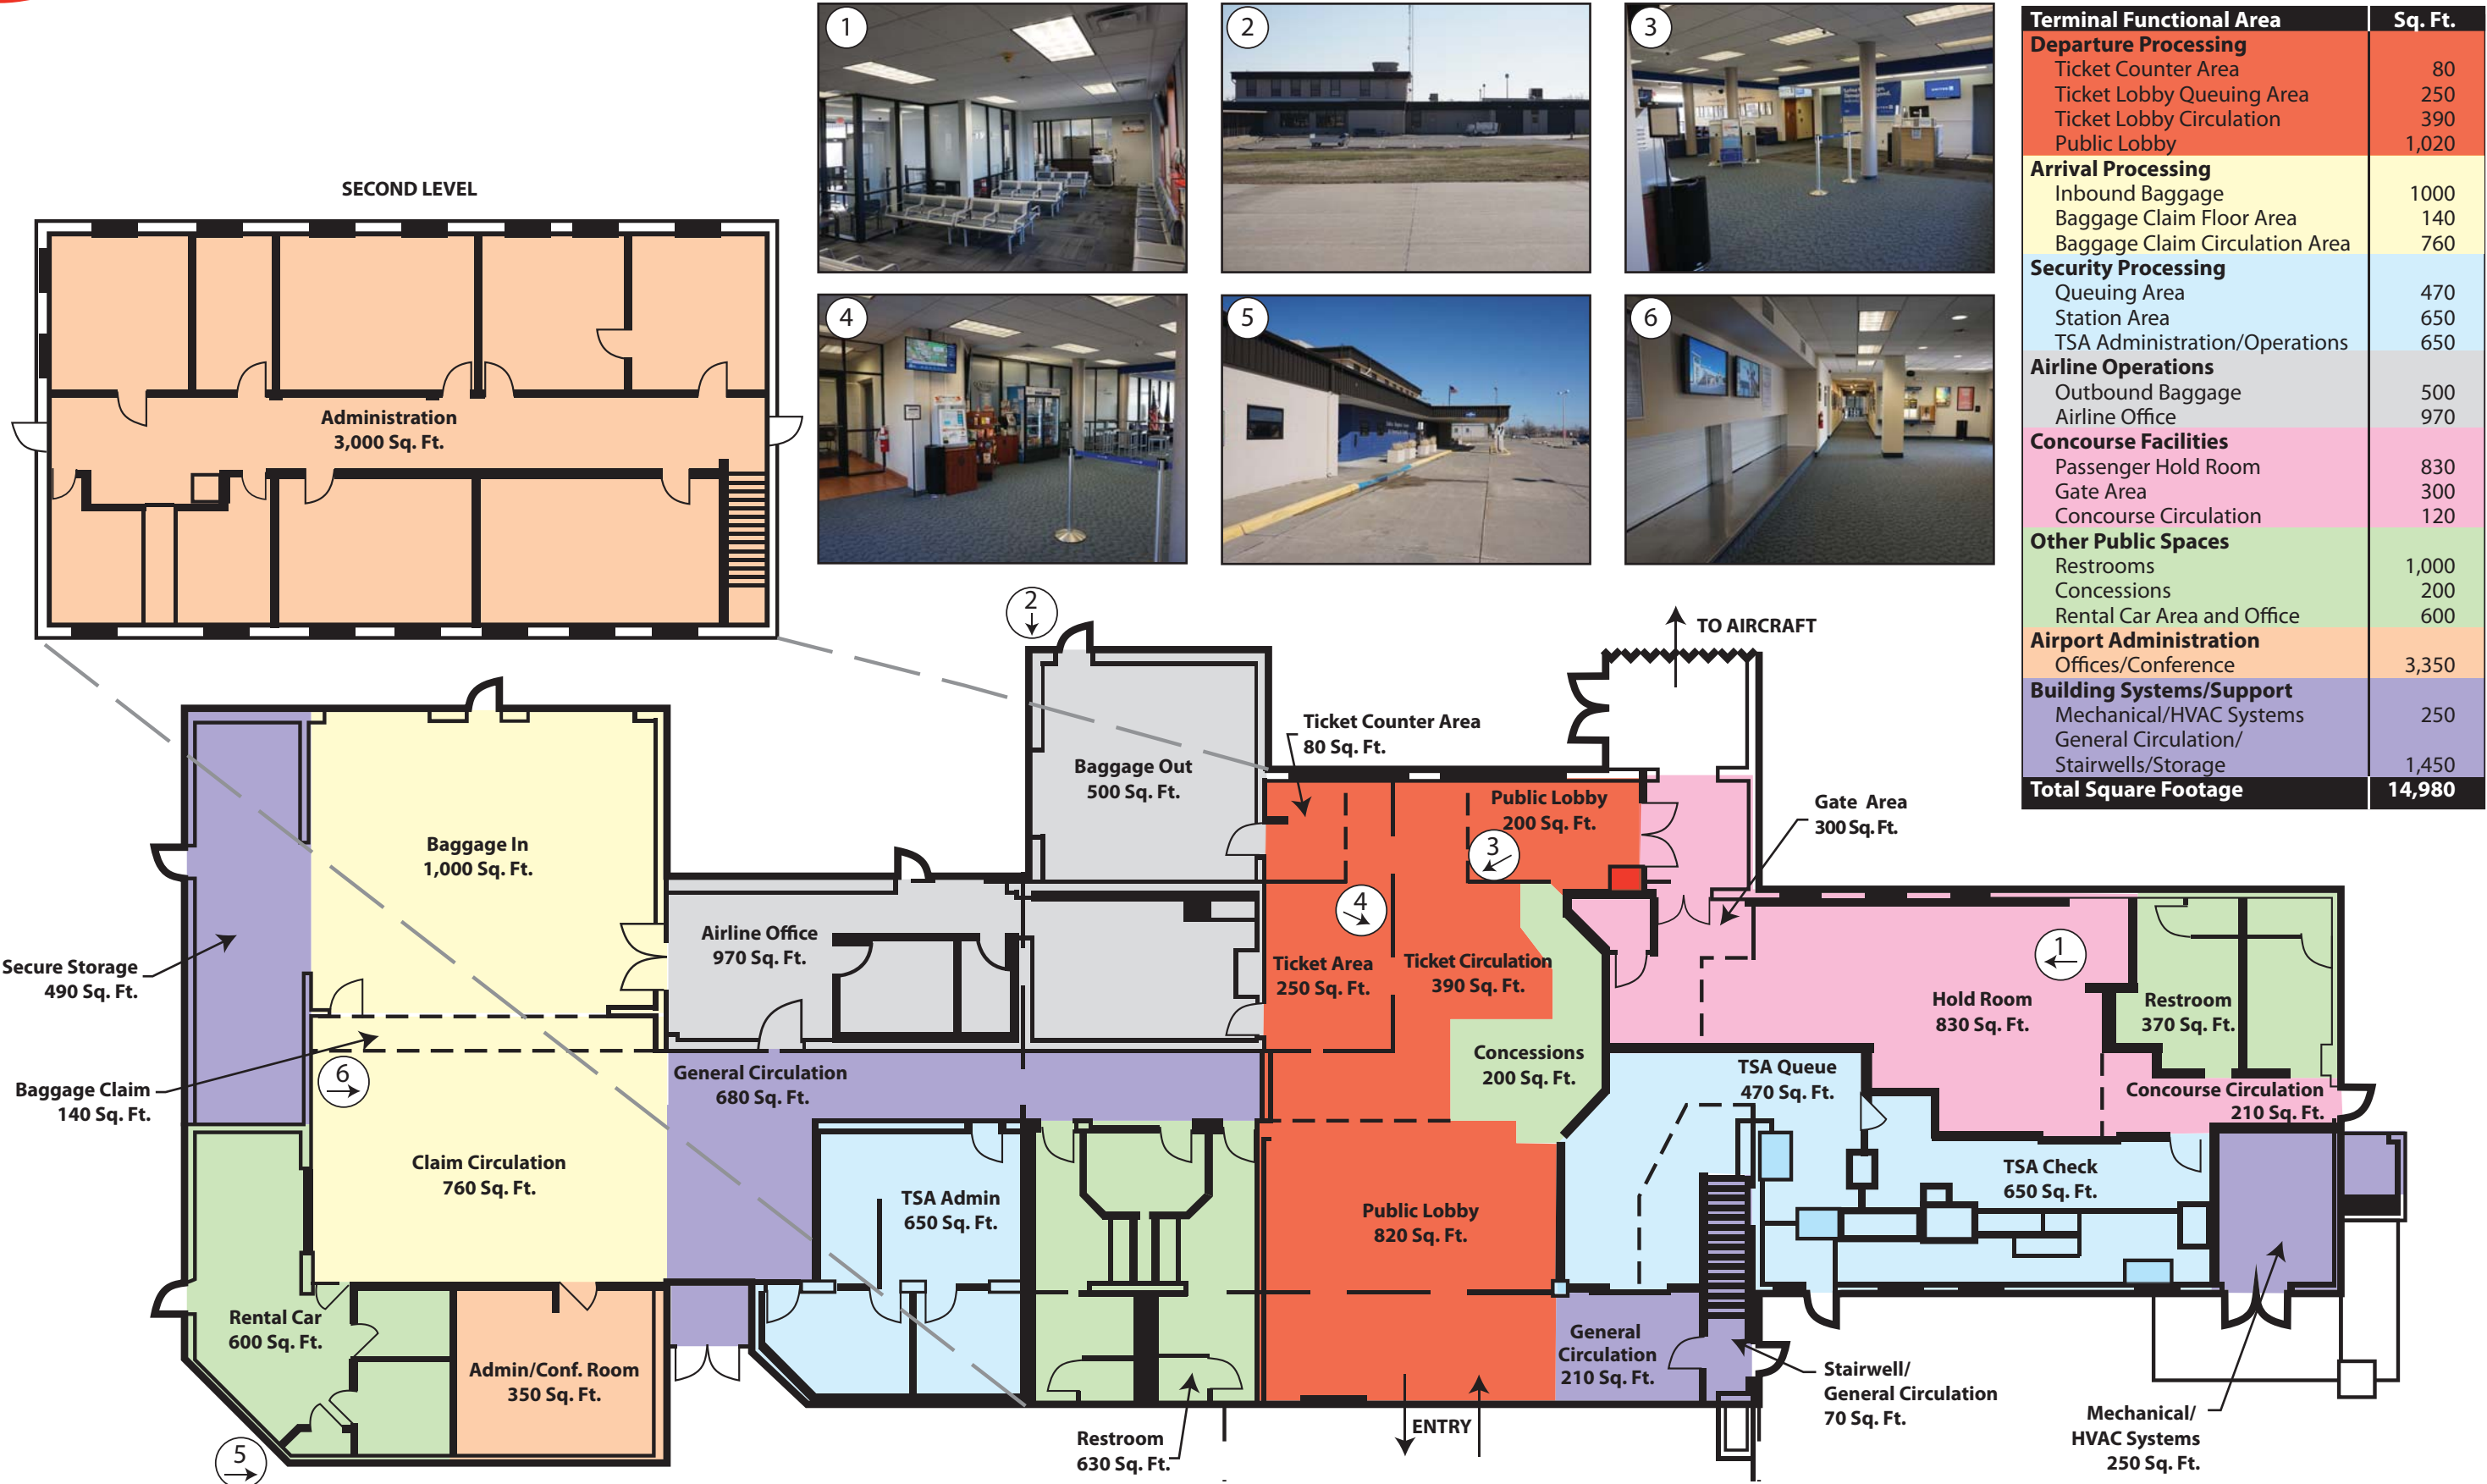 1
2
3
4
5
6
Terminal Functional Area Sq. Ft.
Departure Processing
Ticket Counter Area 80
Ticket Lobby Queuing Area 250
Ticket Lobby Circulation 390
Public Lobby 1,020
Arrival Processing
Inbound Baggage 1000
Baggage Claim Floor Area 140
Baggage Claim Circulation Area 760
Security Processing
Queuing Area 470
Station Area 650
TSA Administration/Operations 650
Airline Operations
Outbound Baggage 500
Airline Office 970
Concourse Facilities
Passenger Hold Room 830
Gate Area 300
Concourse Circulation 120
Other Public Spaces
Restrooms 1,000
Concessions 200
Rental Car Area and Office 600
Airport Administration
Offices/Conference 3,350
Building Systems/Support
Mechanical/HVAC Systems 250
General Circulation/
Stairwells/Storage 1,450
Total Square Footage 14,980
SECOND LEVEL
Administration
3,000 Sq. Ft.
2
TO AIRCRAFT
Ticket Counter Area
80 Sq. Ft.
Baggage Out
500 Sq. Ft.
Public Lobby
200 Sq. Ft.
Gate Area
300 Sq. Ft.
3
4
Baggage In
1,000 Sq. Ft.
Airline Office
970 Sq. Ft.
Ticket Area
250 Sq. Ft.
Ticket Circulation
390 Sq. Ft.
1
Hold Room
830 Sq. Ft.
Restroom
370 Sq. Ft.
Secure Storage
490 Sq. Ft.
Baggage Claim
140 Sq. Ft.
6
General Circulation
680 Sq. Ft.
Concessions
200 Sq. Ft.
TSA Queue
470 Sq. Ft.
Concourse Circulation
210 Sq. Ft.
Claim Circulation
760 Sq. Ft.
TSA Admin
650 Sq. Ft.
Public Lobby
820 Sq. Ft.
TSA Check
650 Sq. Ft.
Rental Car
600 Sq. Ft.
Admin/Conf. Room
350 Sq. Ft.
General
Circulation
210 Sq. Ft.
Stairwell/
General Circulation
70 Sq. Ft.
Mechanical/
HVAC Systems
250 Sq. Ft.
Restroom
630 Sq. Ft.
ENTRY
5